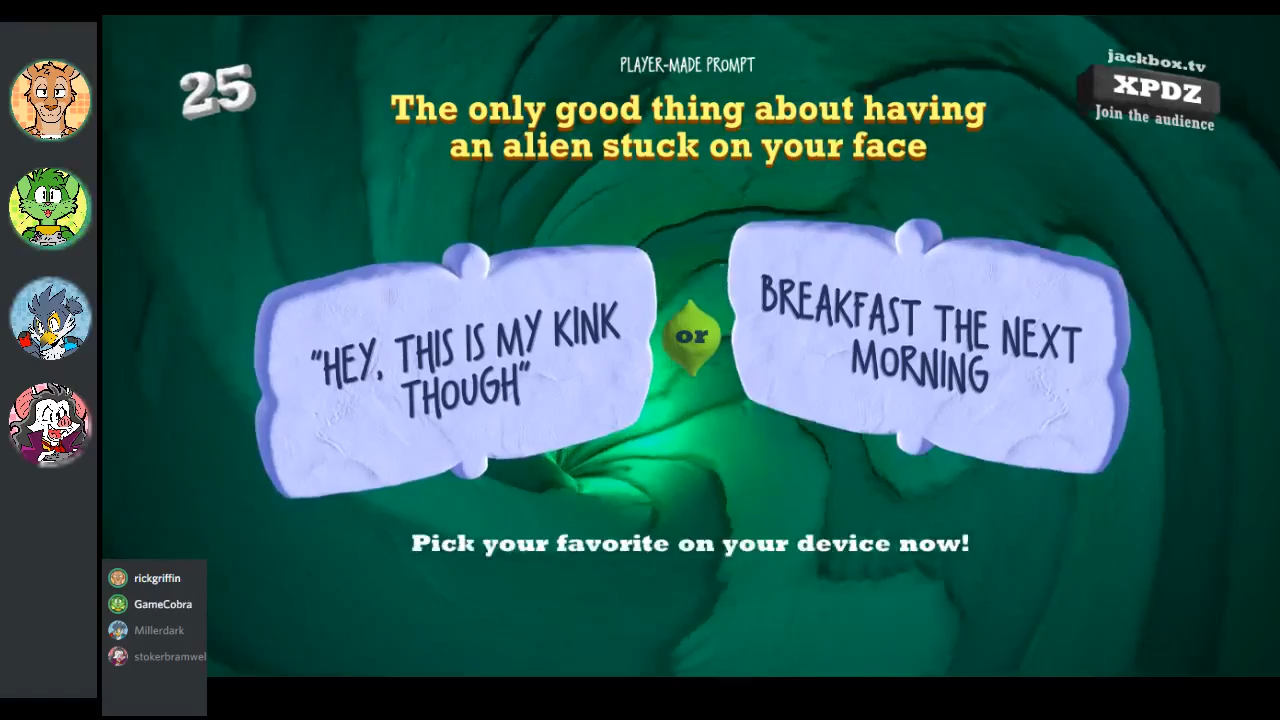 25
PLAYER-MADE PROMPT
The only good thing about having
an alien stuck on your face
jackbox.tv
XPDZ
Join the audience
"HEY, THIS IS MY KINK
THOUGH"
or
BREAKFAST THE NEXT
MORNING
Pick your favorite on your device now!
rickgriffin
GameCobra
Millerdark
stokerbramwel